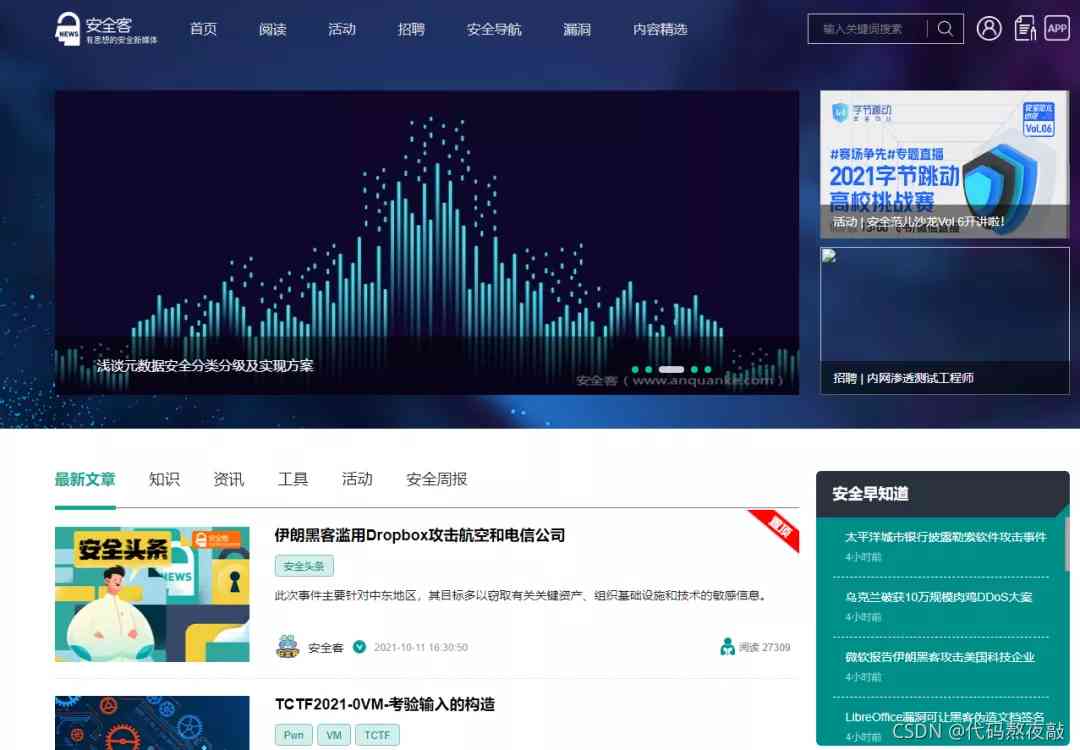 安全客
有思想的安全新媒体
NEWS
首页 阅读 活动 招聘 安全导航 漏洞 内容精选
输入关键词搜索
APP
浅谈元数据安全分类分级及实现方案
安全客（www.anquanke.com）
字节跳动
Vol.06
#赛场争先#专题直播
2021字节跳动
高校挑战赛
活动 | 安全范儿沙龙Vol 6开讲啦!
招聘 | 内网渗透测试工程师
最新文章 知识 资讯 工具 活动 安全周报
安全头条
安全客
NEWS
伊朗黑客滥用Dropbox攻击航空和电信公司
置顶
安全头条
此次事件主要针对中东地区，其目标多以窃取有关关键资产、组织基础设施和技术的敏感信息。
安全客 2021-10-11 16:30:50 阅读 27309
TCTF2021-0VM-考验输入的构造
Pwn VM TCTF
安全早知道
太平洋城市银行披露勒索软件攻击事件
4小时前
乌克兰破获10万规模肉鸡DDoS大案
4小时前
微软报告伊朗黑客攻击美国科技企业
4小时前
LibreOffice漏洞可让黑客伪造文档签名
4小时前
CSDN @代码熬夜敲